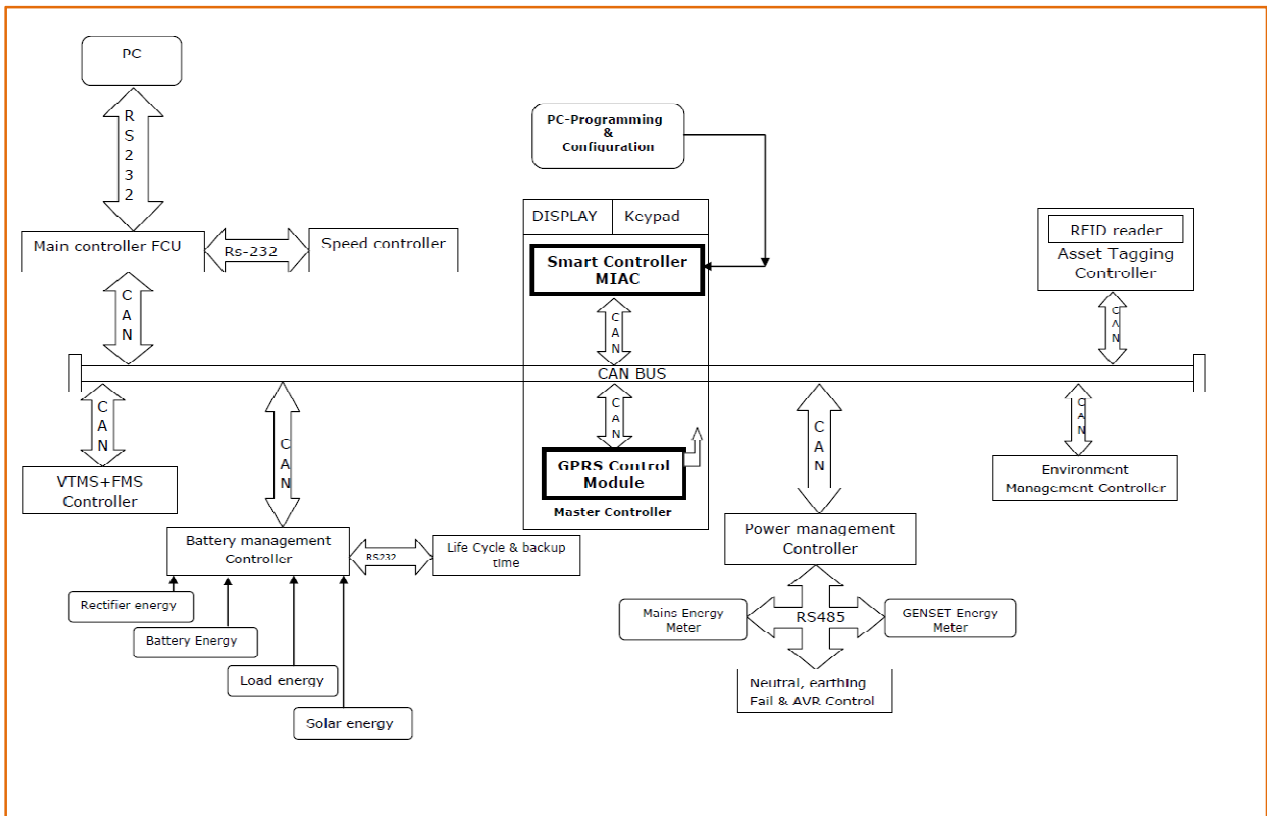 PC
RS232
Main controller FCU
Rs-232
Speed controller
CAN
PC-Programming
&
Configuration
DISPLAY
Keypad
Smart Controller
MIAC
CAN
RFID reader
Asset Tagging
Controller
CAN
CAN BUS
CAN
VTMS+FMS
Controller
CAN
Battery management
Controller
RS232
Life Cycle & backup
time
Rectifier energy
Battery Energy
Load energy
Solar energy
CAN
GPRS Control
Module
Master Controller
CAN
Power management
Controller
Mains Energy
Meter
RS485
GENSET Energy
Meter
Neutral, earthing
Fail & AVR Control
CAN
Environment
Management Controller